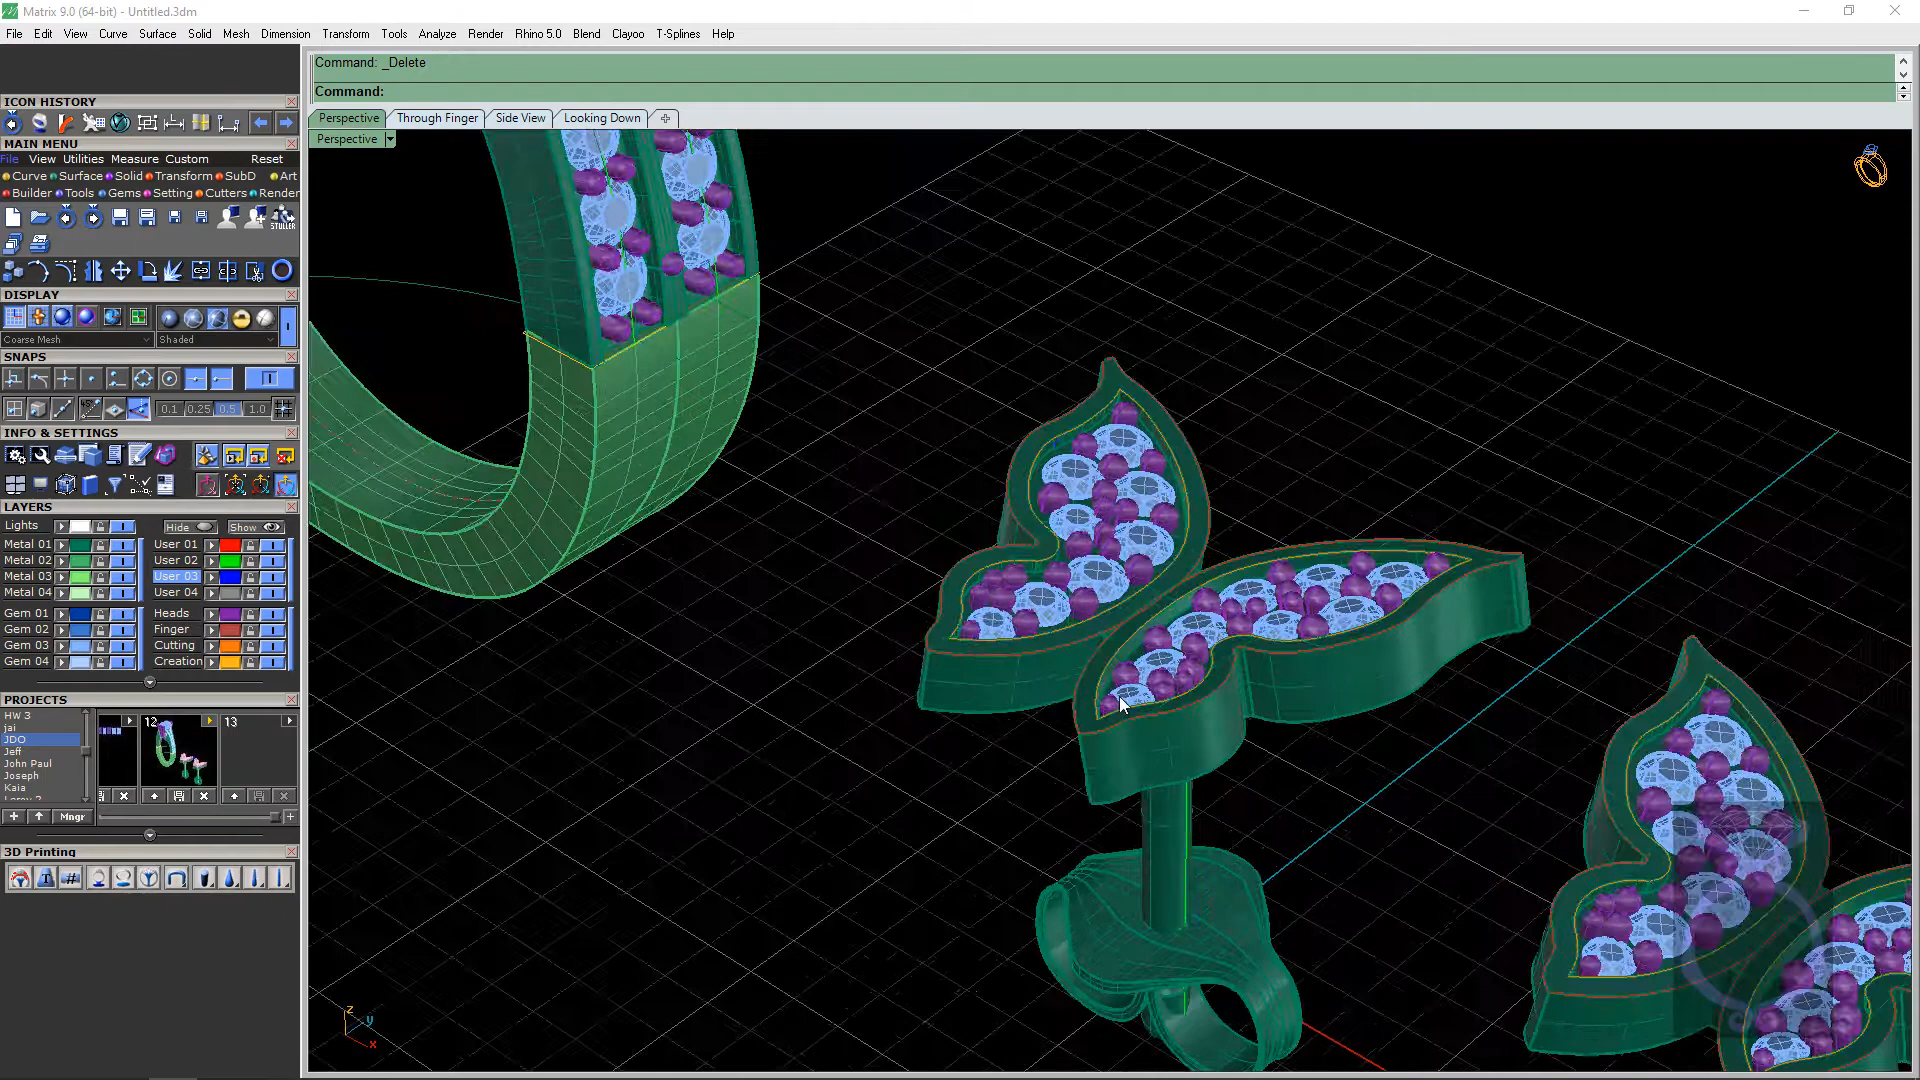 Matrix 9.0 (64-bit) - Untitled.3dm
File Edit View Curve Surface Solid Mesh Dimension Transform Tools Analyze Render Rhino 5.0 Blend Clayoo T-Splines Help
Command: _Delete
Command:
Perspective Through Finger Side View Looking Down
Perspective
ICON HISTORY
MAIN MENU
File View Utilities Measure Custom Reset
Curve Surface Solid Transform SubD Art
Builder Tools Gems Setting Cutters Render
STULLER
DISPLAY
Coarse Mesh Shaded
SNAPS
0.1 0.25 0.5 1.0
INFO & SETTINGS
LAYERS
Lights Hide Show
Metal 01 User 01
Metal 02 User 02
Metal 03 User 03
Metal 04 User 04
Gem 01 Heads
Gem 02 Finger
Gem 03 Cutting
Gem 04 Creation
PROJECTS
HW 3
jai
JDO
Jeff
John Paul
Joseph
Kaia
12 13
Mngr
3D Printing
z
y
x